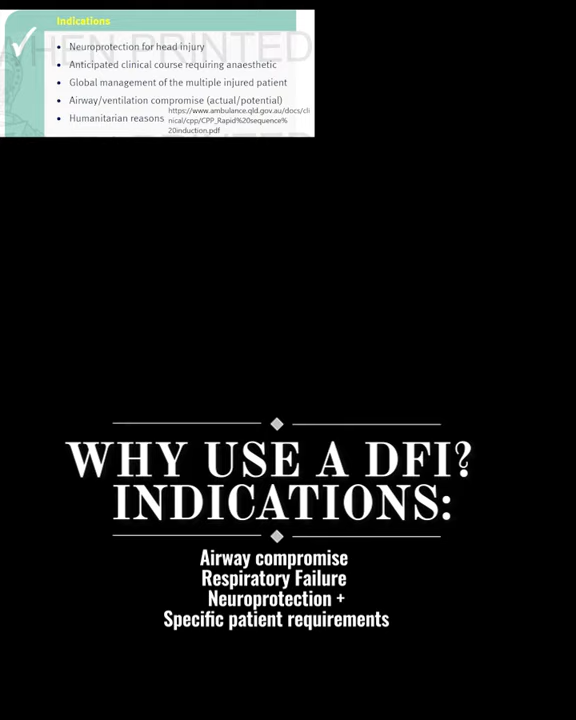 Indications
HEN PRINTED
Neuroprotection for head injury
Anticipated clinical course requiring anaesthetic
Global management of the multiple injured patient
Airway/ventilation compromise (actual/potential)
Humanitarian reasons
https://www.ambulance.qld.gov.au/docs/cli
nical/cpp/CPP_Rapid%20sequence%
20induction.pdf
WHY USE A DFI?
INDICATIONS:
Airway compromise
Respiratory Failure
Neuroprotection +
Specific patient requirements